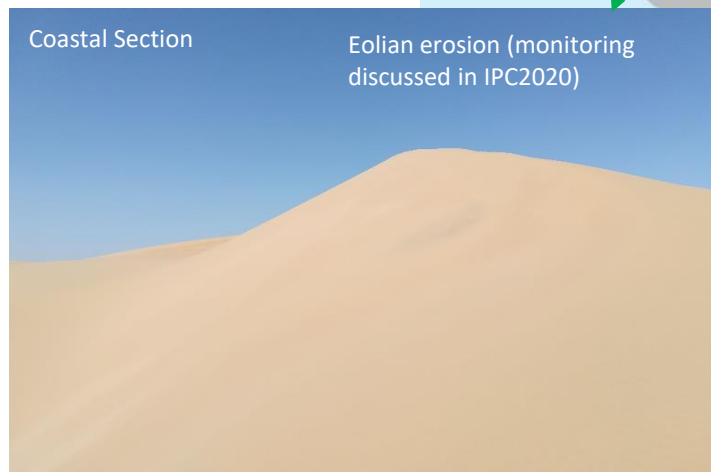 Coastal Section
Eolian erosion (monitoring
discussed in IPC2020)